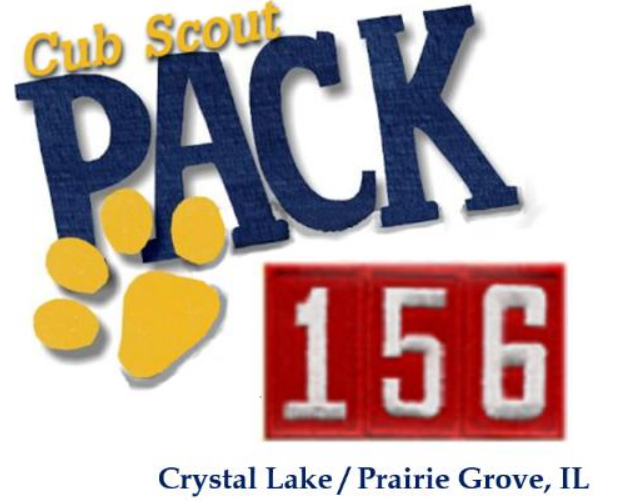 Cub Scout
PACK
156
Crystal Lake / Prairie Grove, IL